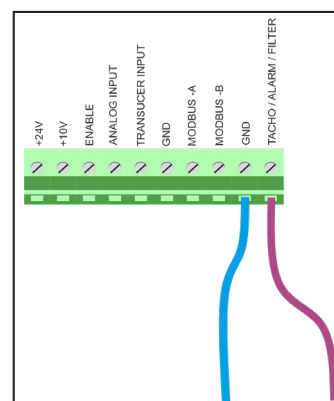 +24V
+10V
ENABLE
ANALOG INPUT
TRANSUCER INPUT
GND
MODBUS -A
MODBUS -B
GND
TACHO / ALARM / FILTER